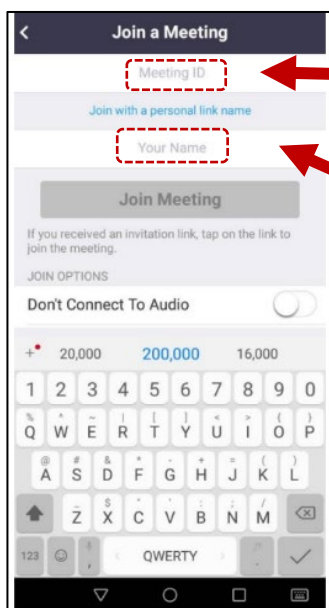 Join a Meeting
Meeting ID
Join with a personal link name
Your Name
Join Meeting
If you received an invitation link, tap on the link to
join the meeting.
JOIN OPTIONS
Don't Connect To Audio
20,000 200,000 16,000
1 2 3 4 5 6 7 8 9 0
Q W E R T Y U I O P
A S D F G H J K L
Z X C V B N M
123 QWERTY